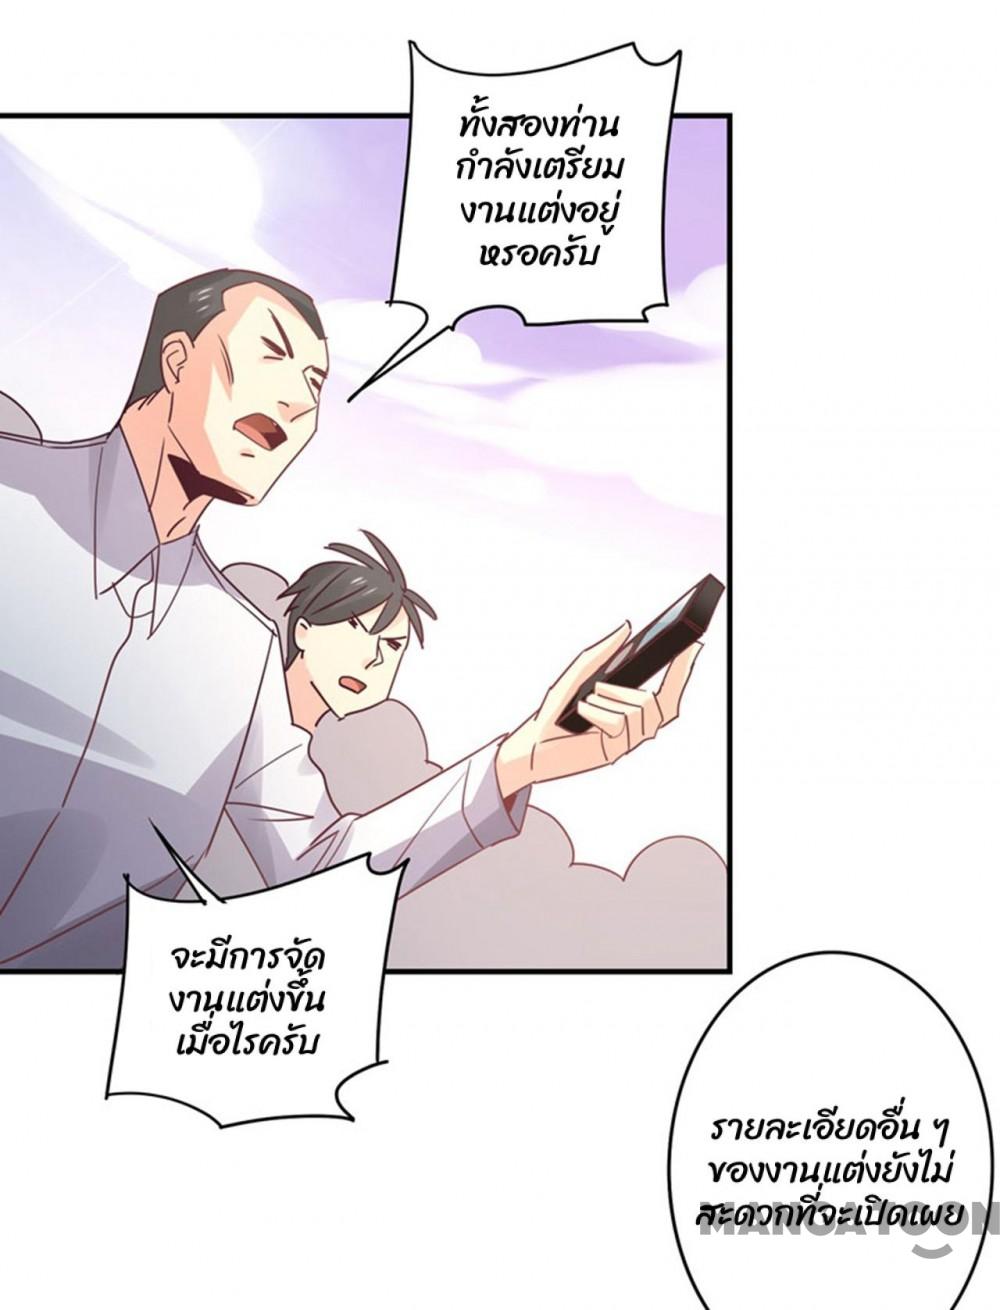 ทั้งสองท่าน
กำลังเตรียม
งานแต่งอยู่
หรอครับ
จะมีการจัด
งานแต่งขึ้น
เมื่อไรครับ
รายละเอียดอื่น ๆ
ของงานแต่งยังไม่
สะดวกที่จะเปิดเผย
MANGATOON